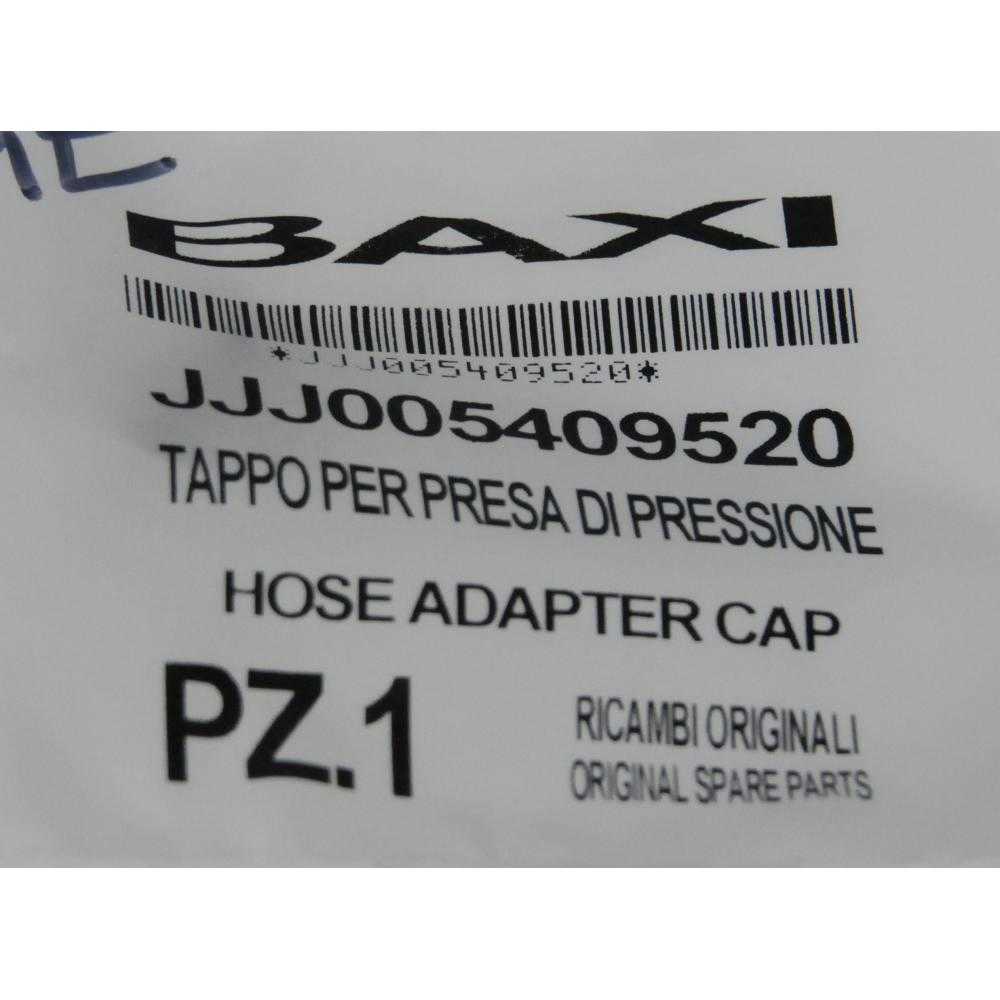 BAXI
*JJJ005409520*
JJJ005409520
TAPPO PER PRESA DI PRESSIONE
HOSE ADAPTER CAP
PZ.1
RICAMBI ORIGINALI
ORIGINAL SPARE PARTS